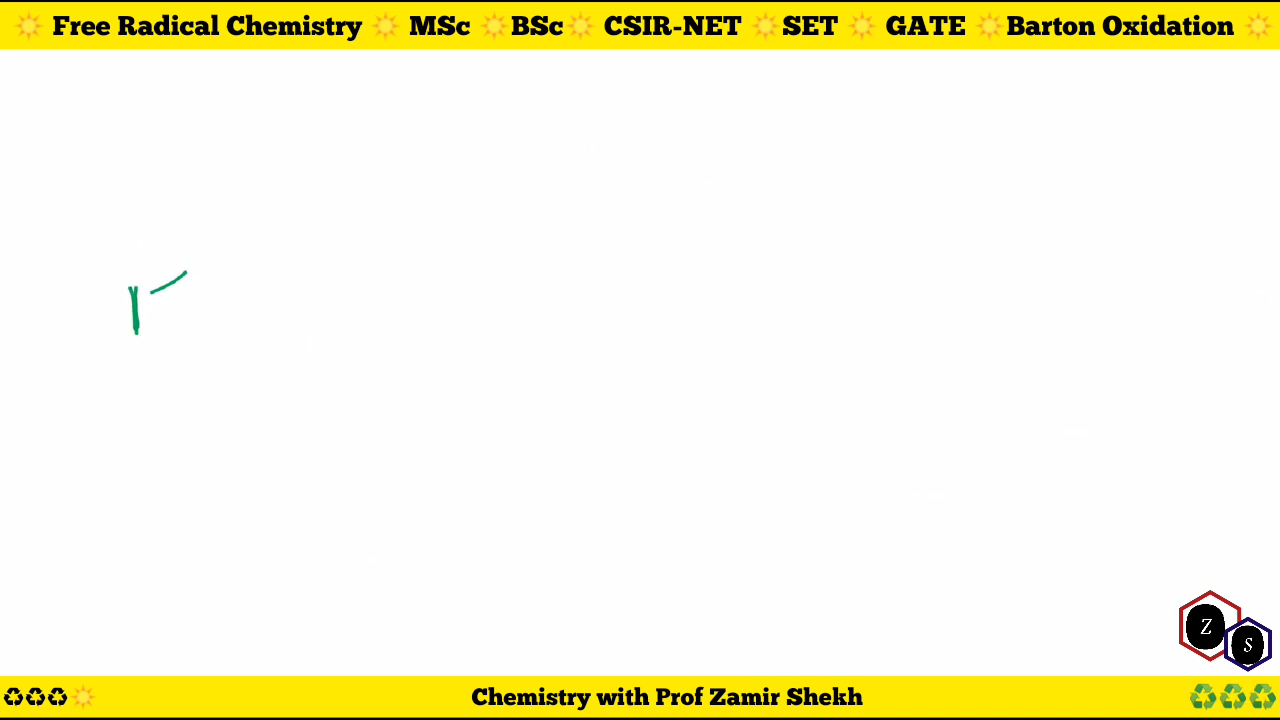 ☀ Free Radical Chemistry ☀ MSc ☀ BSc ☀ CSIR-NET ☀ SET ☀ GATE ☀ Barton Oxidation ☀
Z
S
♻♻♻☀ Chemistry with Prof Zamir Shekh ♻♻♻